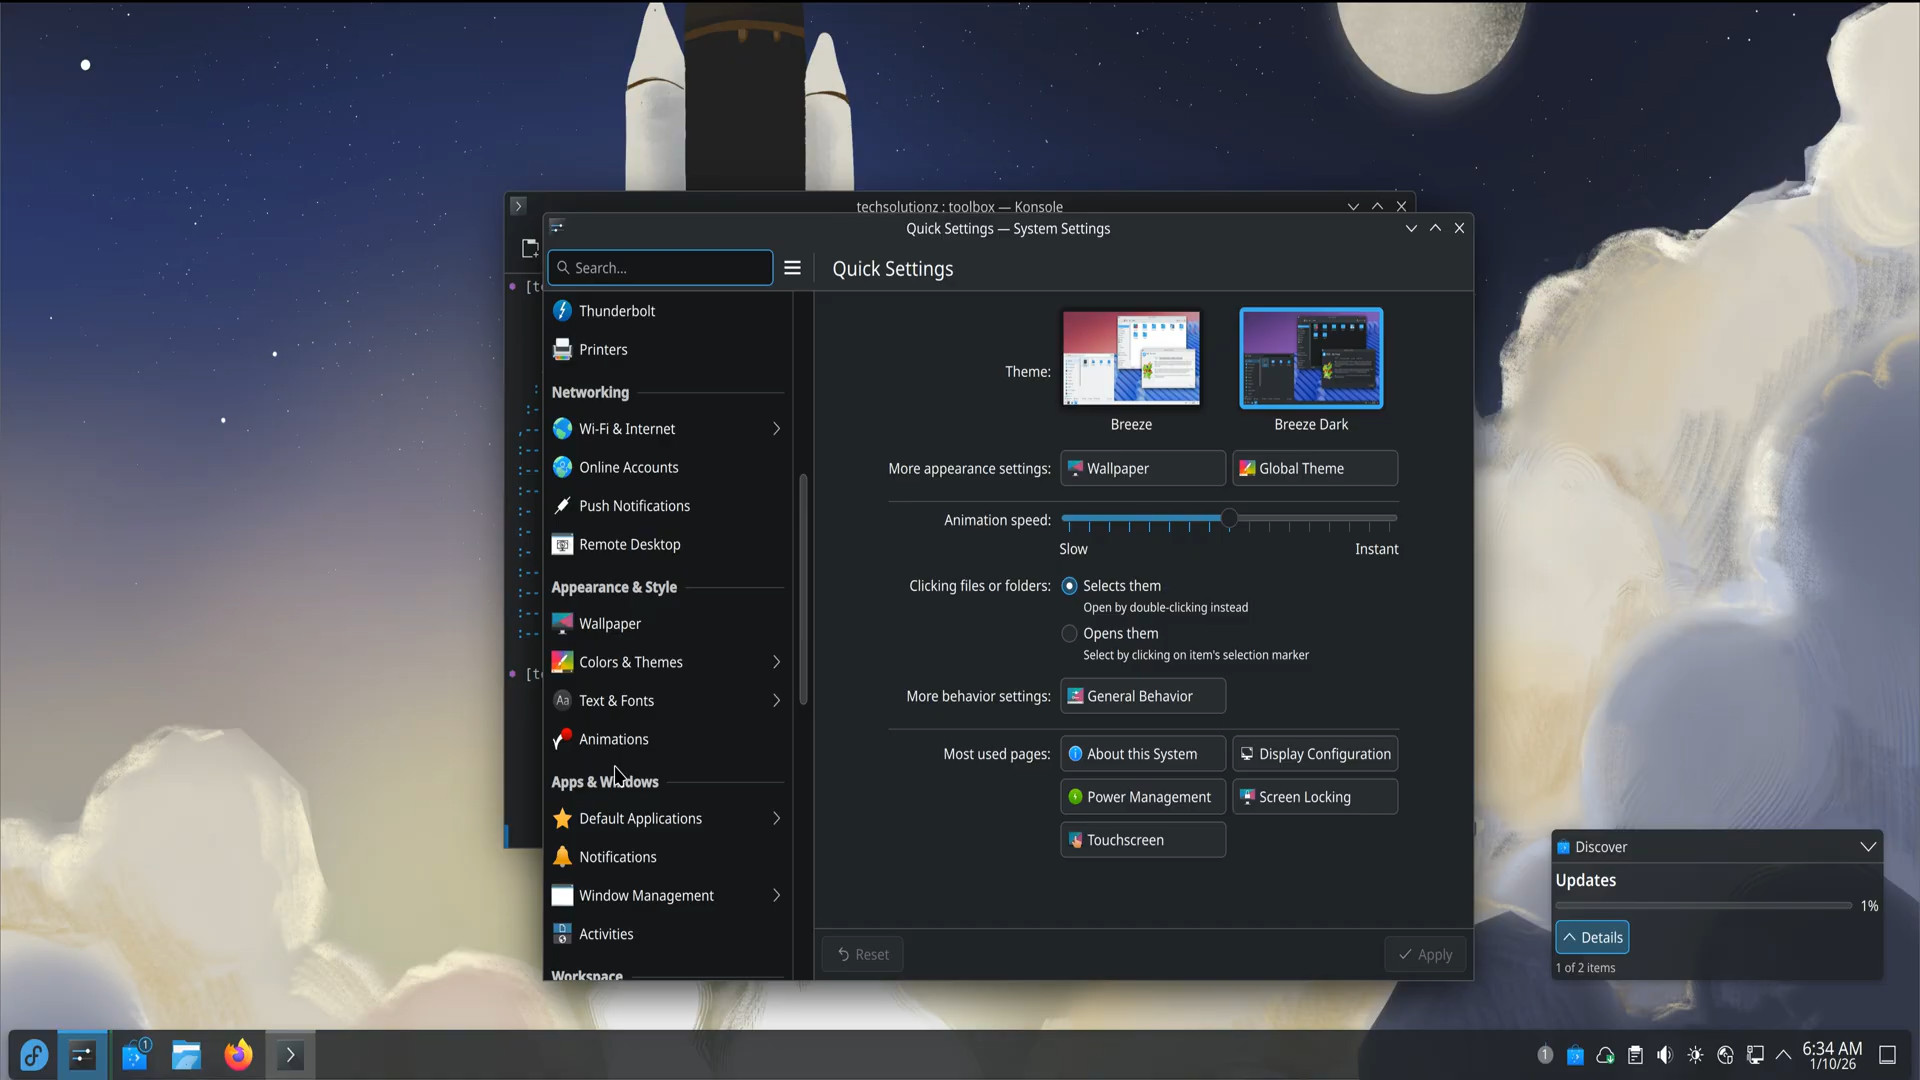 techsolutionz : toolbox — Konsole
Quick Settings — System Settings
Search...
Quick Settings
Thunderbolt
Printers
Networking
Wi-Fi & Internet
Online Accounts
Push Notifications
Remote Desktop
Appearance & Style
Wallpaper
Colors & Themes
Aa Text & Fonts
Animations
Apps & Windows
Default Applications
Notifications
Window Management
Activities
Workspace
Theme:
Breeze
Breeze Dark
More appearance settings:
Wallpaper
Global Theme
Animation speed:
Slow
Instant
Clicking files or folders:
Selects them
Open by double-clicking instead
Opens them
Select by clicking on item's selection marker
More behavior settings:
General Behavior
Most used pages:
About this System
Display Configuration
Power Management
Screen Locking
Touchscreen
Reset
Apply
Discover
Updates
1%
Details
1 of 2 items
1
1
6:34 AM
1/10/26